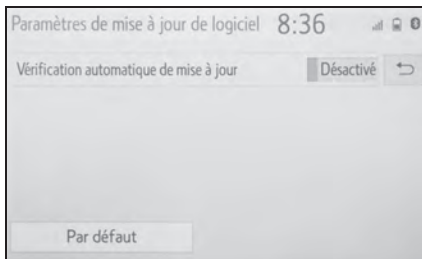 Paramètres de mise à jour de logiciel 8:36
Vérification automatique de mise à jour Désactivé
Par défaut